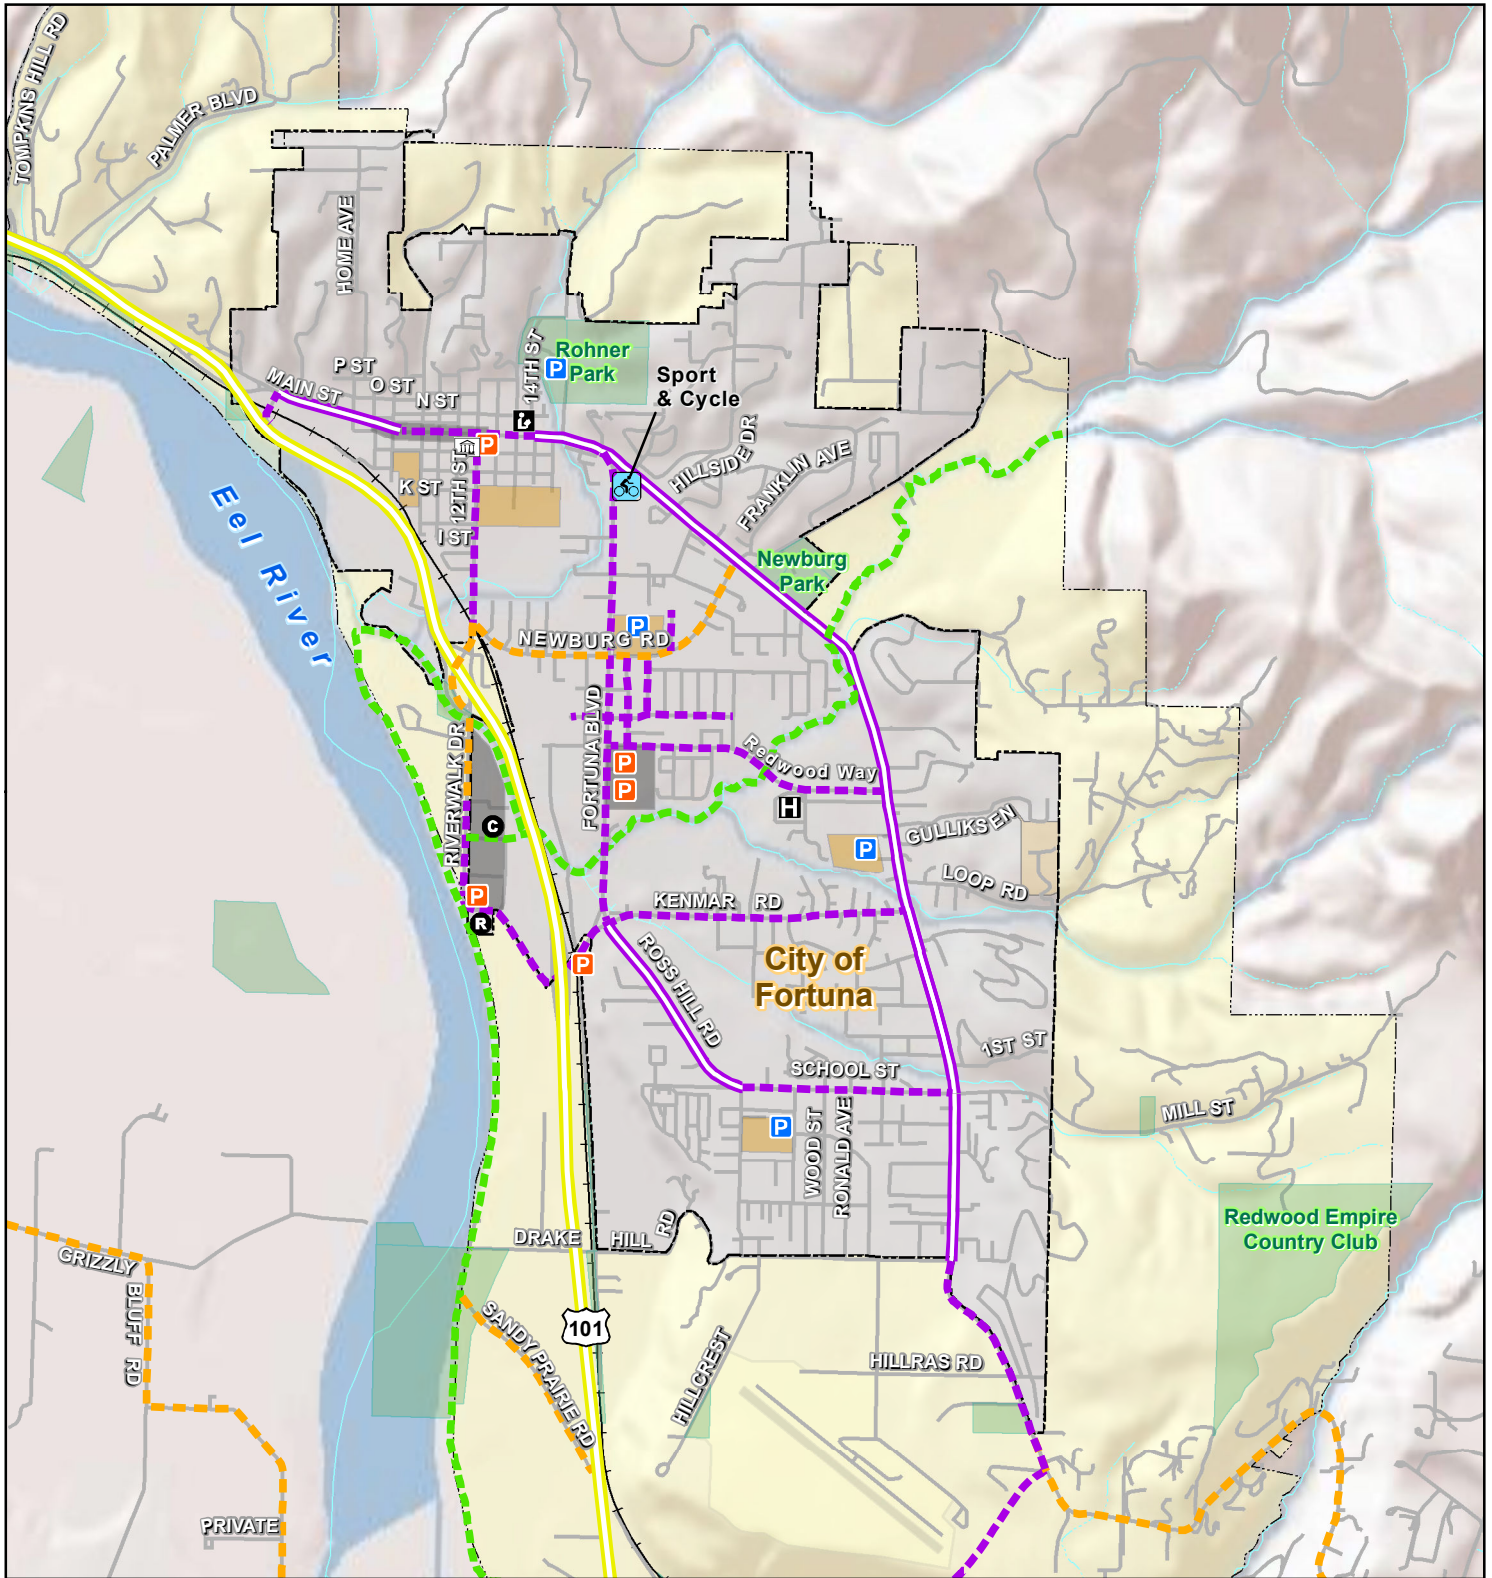 TOMPKINS HILL RD
PALMER BLVD
HOME AVE
P ST
O ST
N ST
MAIN ST
14TH ST
Rohner
Park
P
Sport
& Cycle
P
K ST
12TH ST
I ST
HILLSIDE DR
FRANKLIN AVE
Eel River
Newburg
Park
P
NEWBURG RD
FORTUNA BLVD
RIVERWALK DR
Redwood Way
P
P
H
C
GULLIKSEN
P
LOOP RD
P
R
KENMAR RD
P
ROSS HILL RD
City of
Fortuna
1ST ST
SCHOOL ST
MILL ST
P
WOOD ST
RONALD AVE
Redwood Empire
Country Club
DRAKE HILL RD
GRIZZLY
BLUFF RD
SANDY PRAIRIE RD
101
HILLCREST
HILLRAS RD
PRIVATE